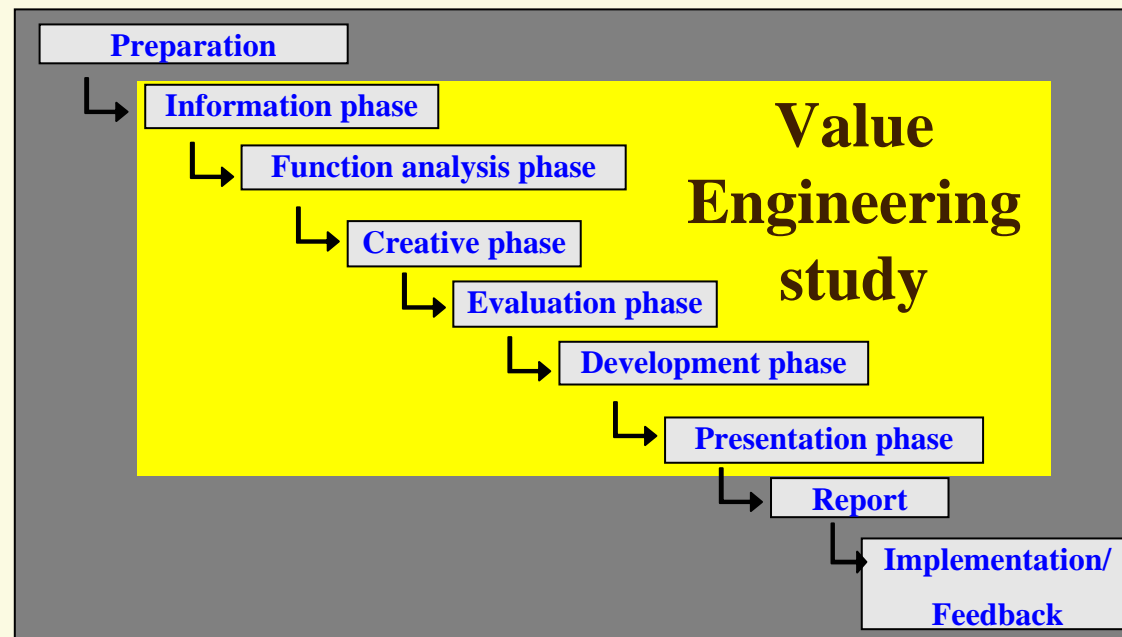 Preparation
Information phase
Value
Engineering
study
Function analysis phase
Creative phase
Evaluation phase
Development phase
Presentation phase
Report
Implementation/
Feedback